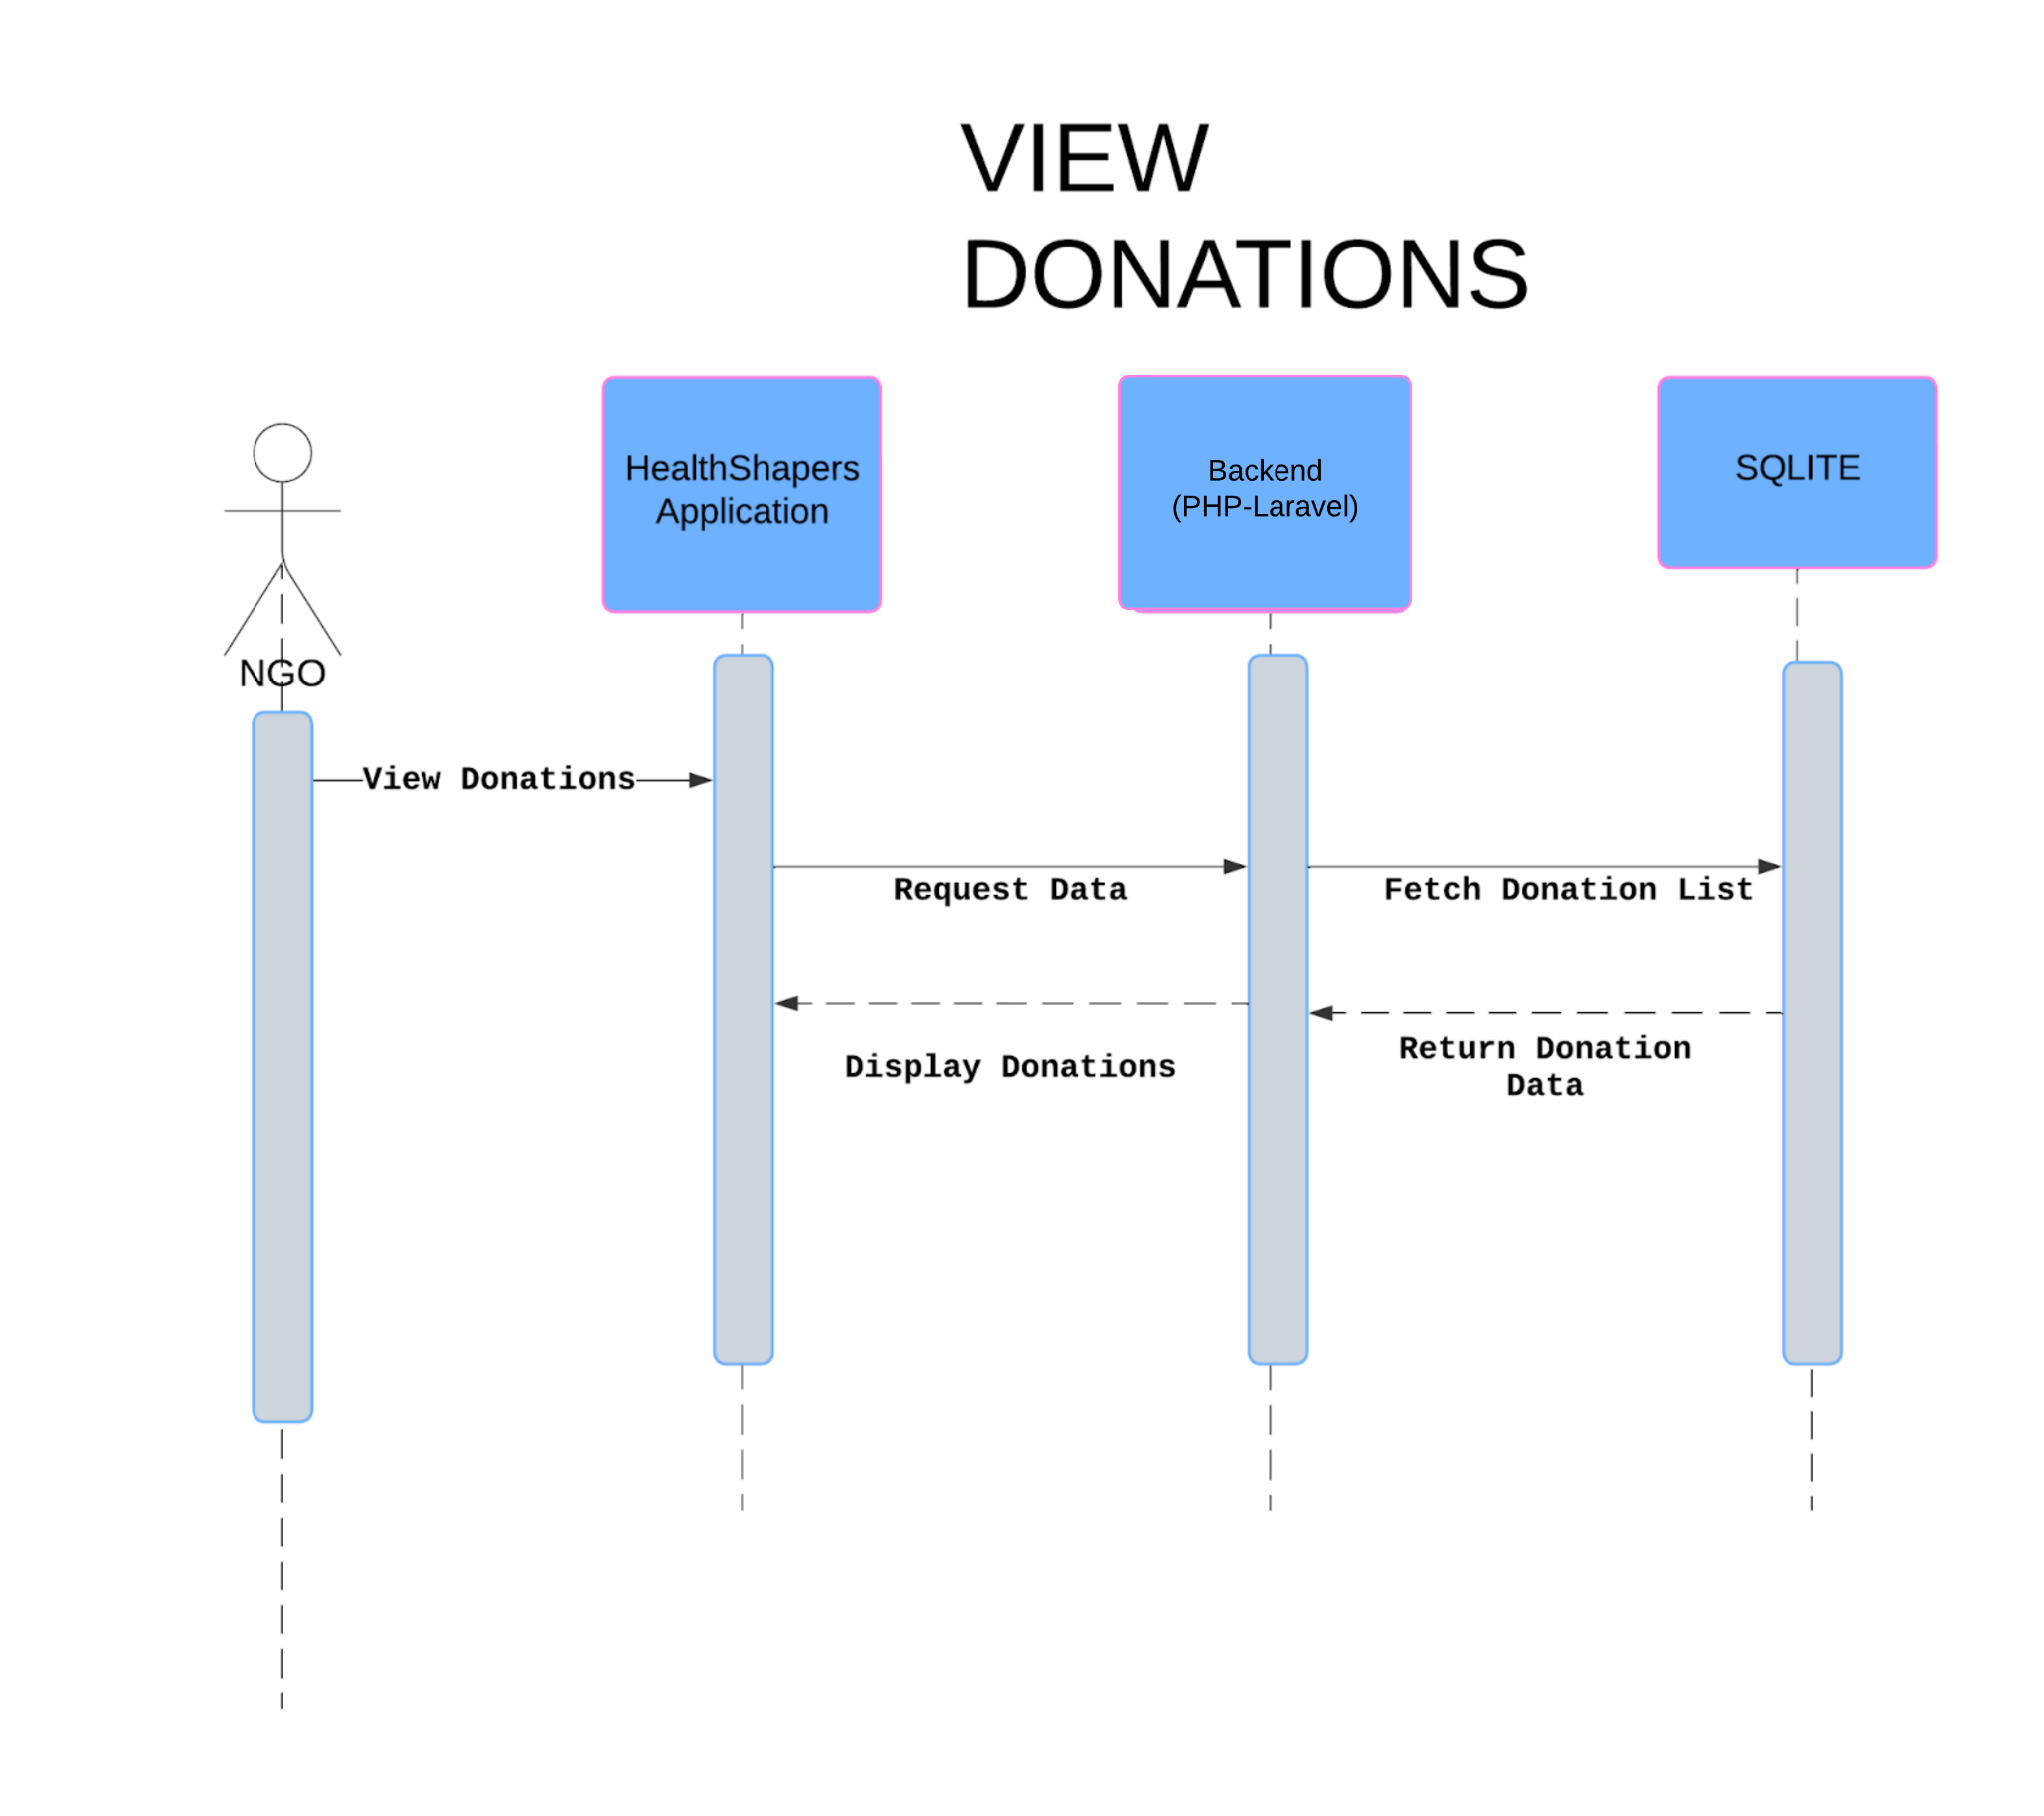 VIEW
DONATIONS
HealthShapers
Application
Backend
(PHP-Laravel)
SQLITE
NGO
View Donations
Request Data
Fetch Donation List
Display Donations
Return Donation
Data